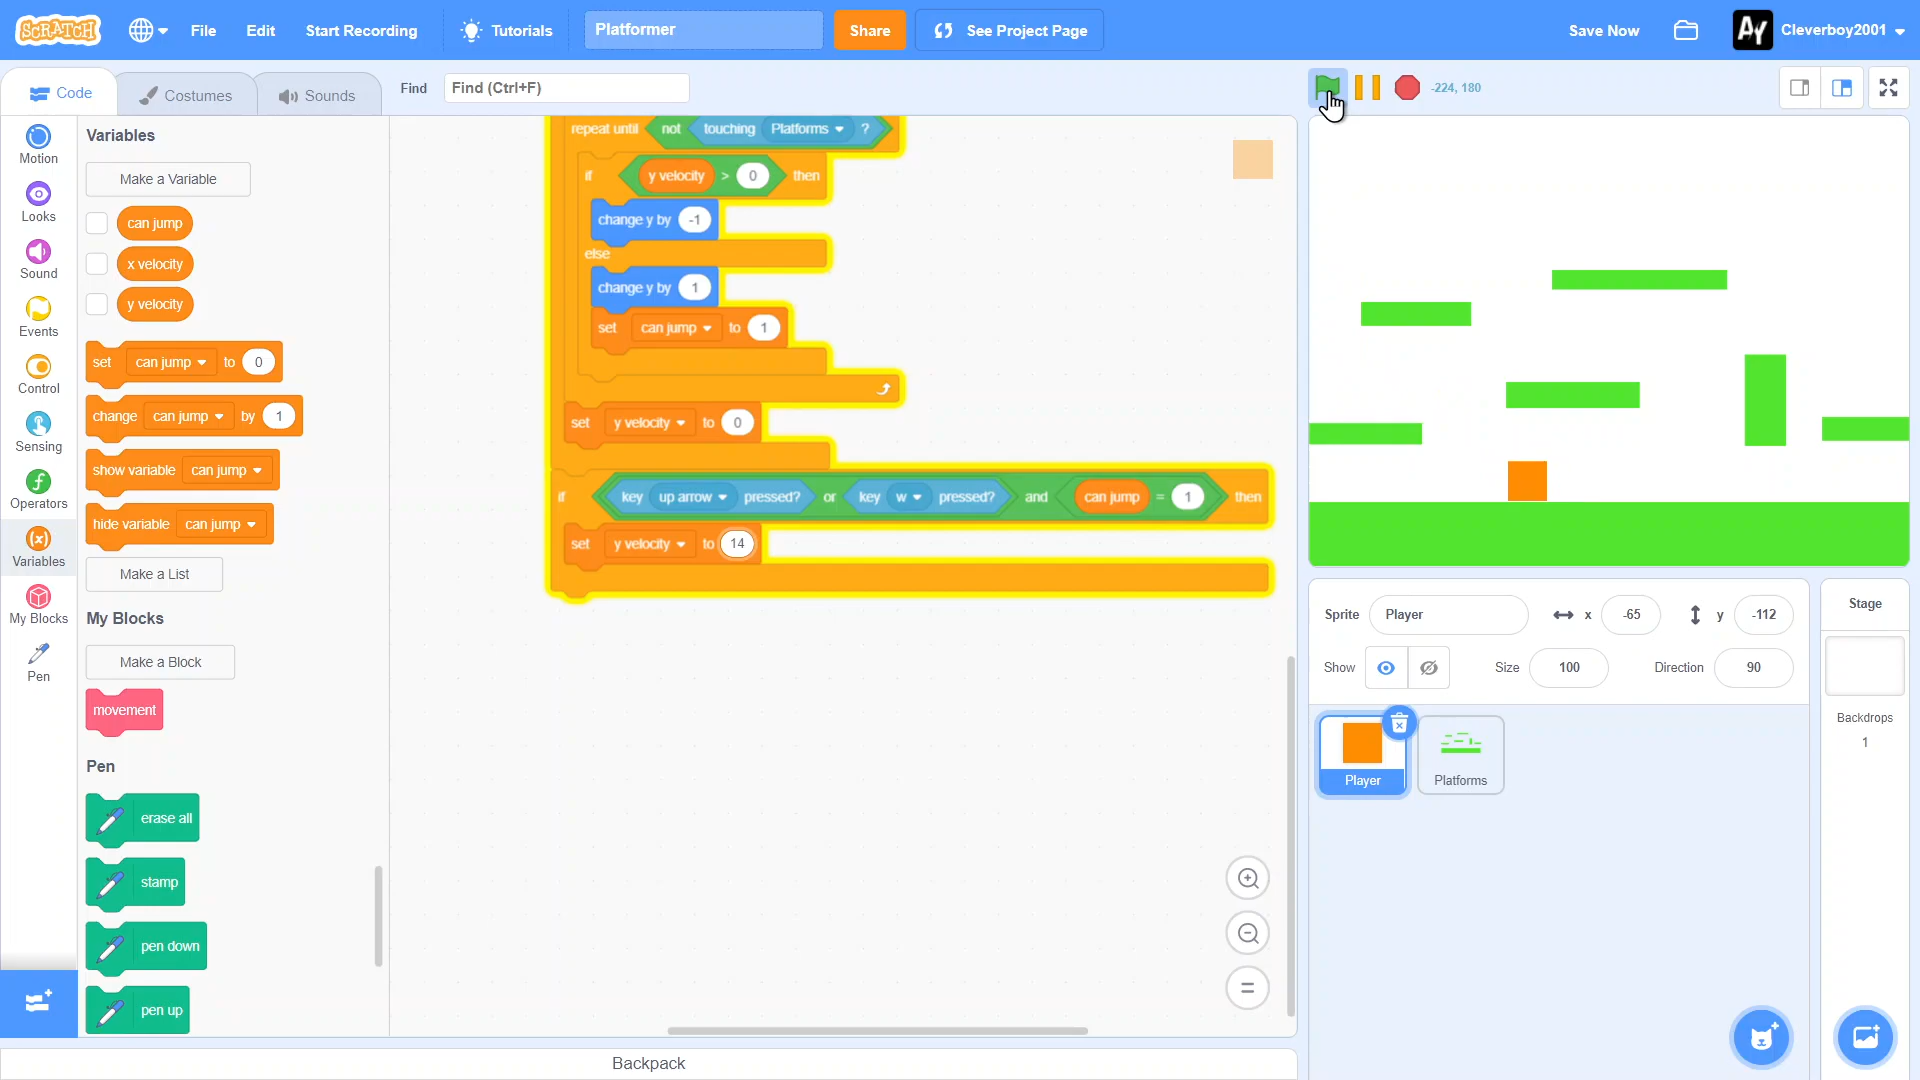 SCRATCH File Edit Start Recording Tutorials Platformer Share See Project Page Save Now Ay Cleverboy2001
Code Costumes Sounds Find Find (Ctrl+F) -224, 180
Motion
Looks
Sound
Events
Control
Sensing
Operators
Variables
My Blocks
Pen
Variables
Make a Variable
can jump
x velocity
y velocity
set can jump to 0
change can jump by 1
show variable can jump
hide variable can jump
Make a List
My Blocks
Make a Block
movement
Pen
erase all
stamp
pen down
pen up
repeat until not touching Platforms ?
if y velocity > 0 then
change y by -1
else
change y by 1
set can jump to 1
set y velocity to 0
if key up arrow pressed? or key w pressed? and can jump = 1 then
set y velocity to 14
Sprite Player x -65 y -112
Show Size 100 Direction 90
Player
Platforms
Stage
Backdrops
1
Backpack